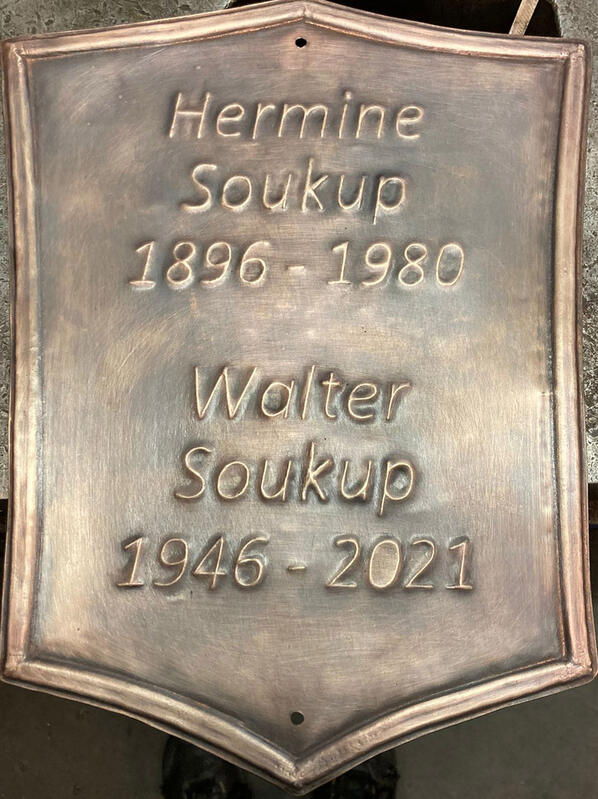 Hermine
Soukup
1896 - 1980
Walter
Soukup
1946 - 2021